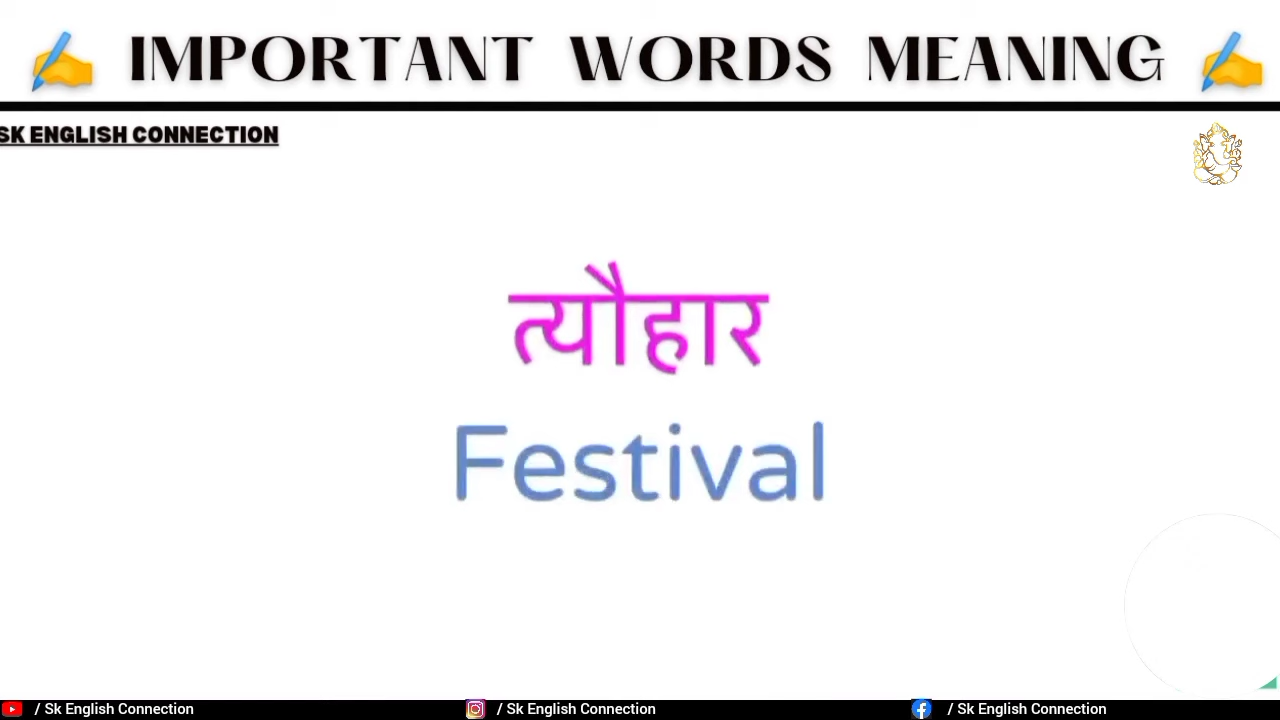 IMPORTANT WORDS MEANING
SK ENGLISH CONNECTION
त्यौहार
Festival
/ Sk English Connection / Sk English Connection / Sk English Connection